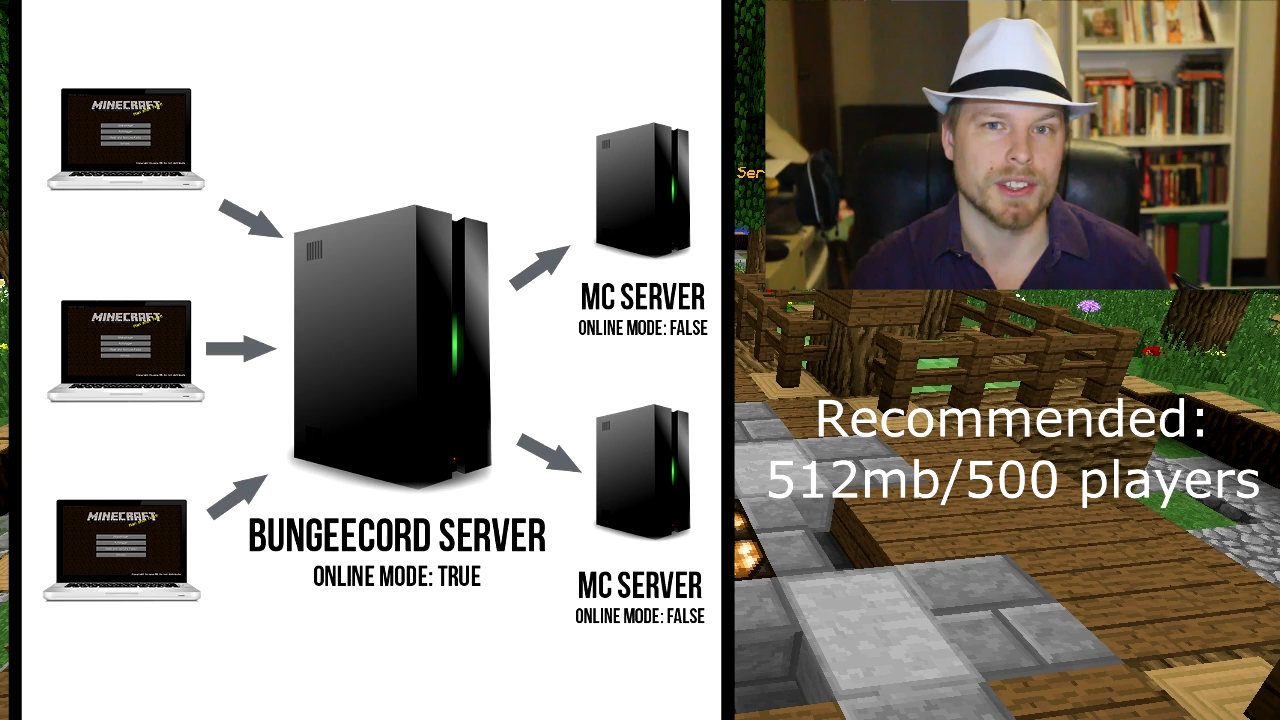 MINECRAFT
MINECRAFT
MINECRAFT
BUNGEECORD SERVER
ONLINE MODE: TRUE
MC SERVER
ONLINE MODE: FALSE
MC SERVER
ONLINE MODE: FALSE
Ser
Recommended:
512mb/500 players